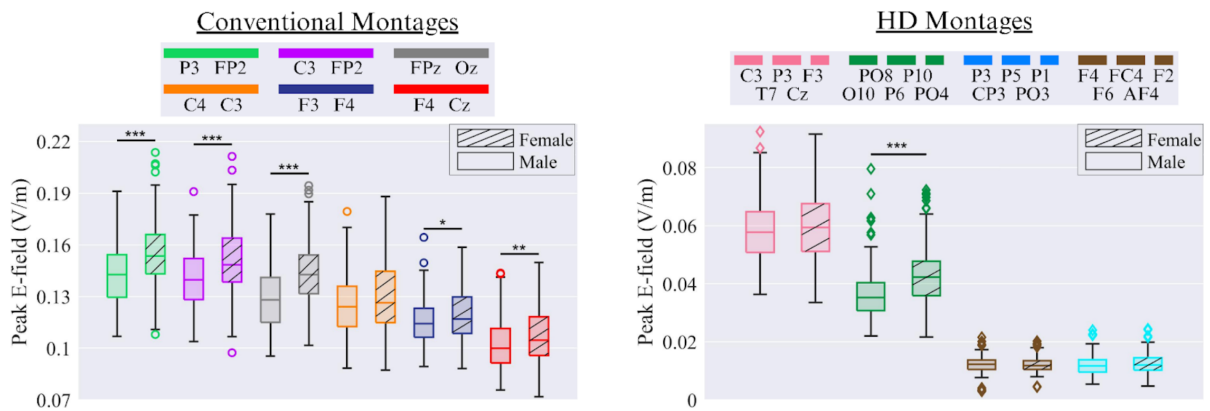 Conventional Montages
P3 FP2 C3 FP2 FPz Oz
C4 C3 F3 F4 F4 Cz
Peak E-field (V/m)
0.22
0.19
0.16
0.13
0.1
0.07
***
***
***
*
**
Female
Male
HD Montages
C3 P3 F3 PO8 P10 P3 P5 P1 F4 FC4 F2
T7 Cz O10 P6 PO4 CP3 PO3 F6 AF4
Peak E-field (V/m)
0.08
0.06
0.04
0.02
0
***
Female
Male